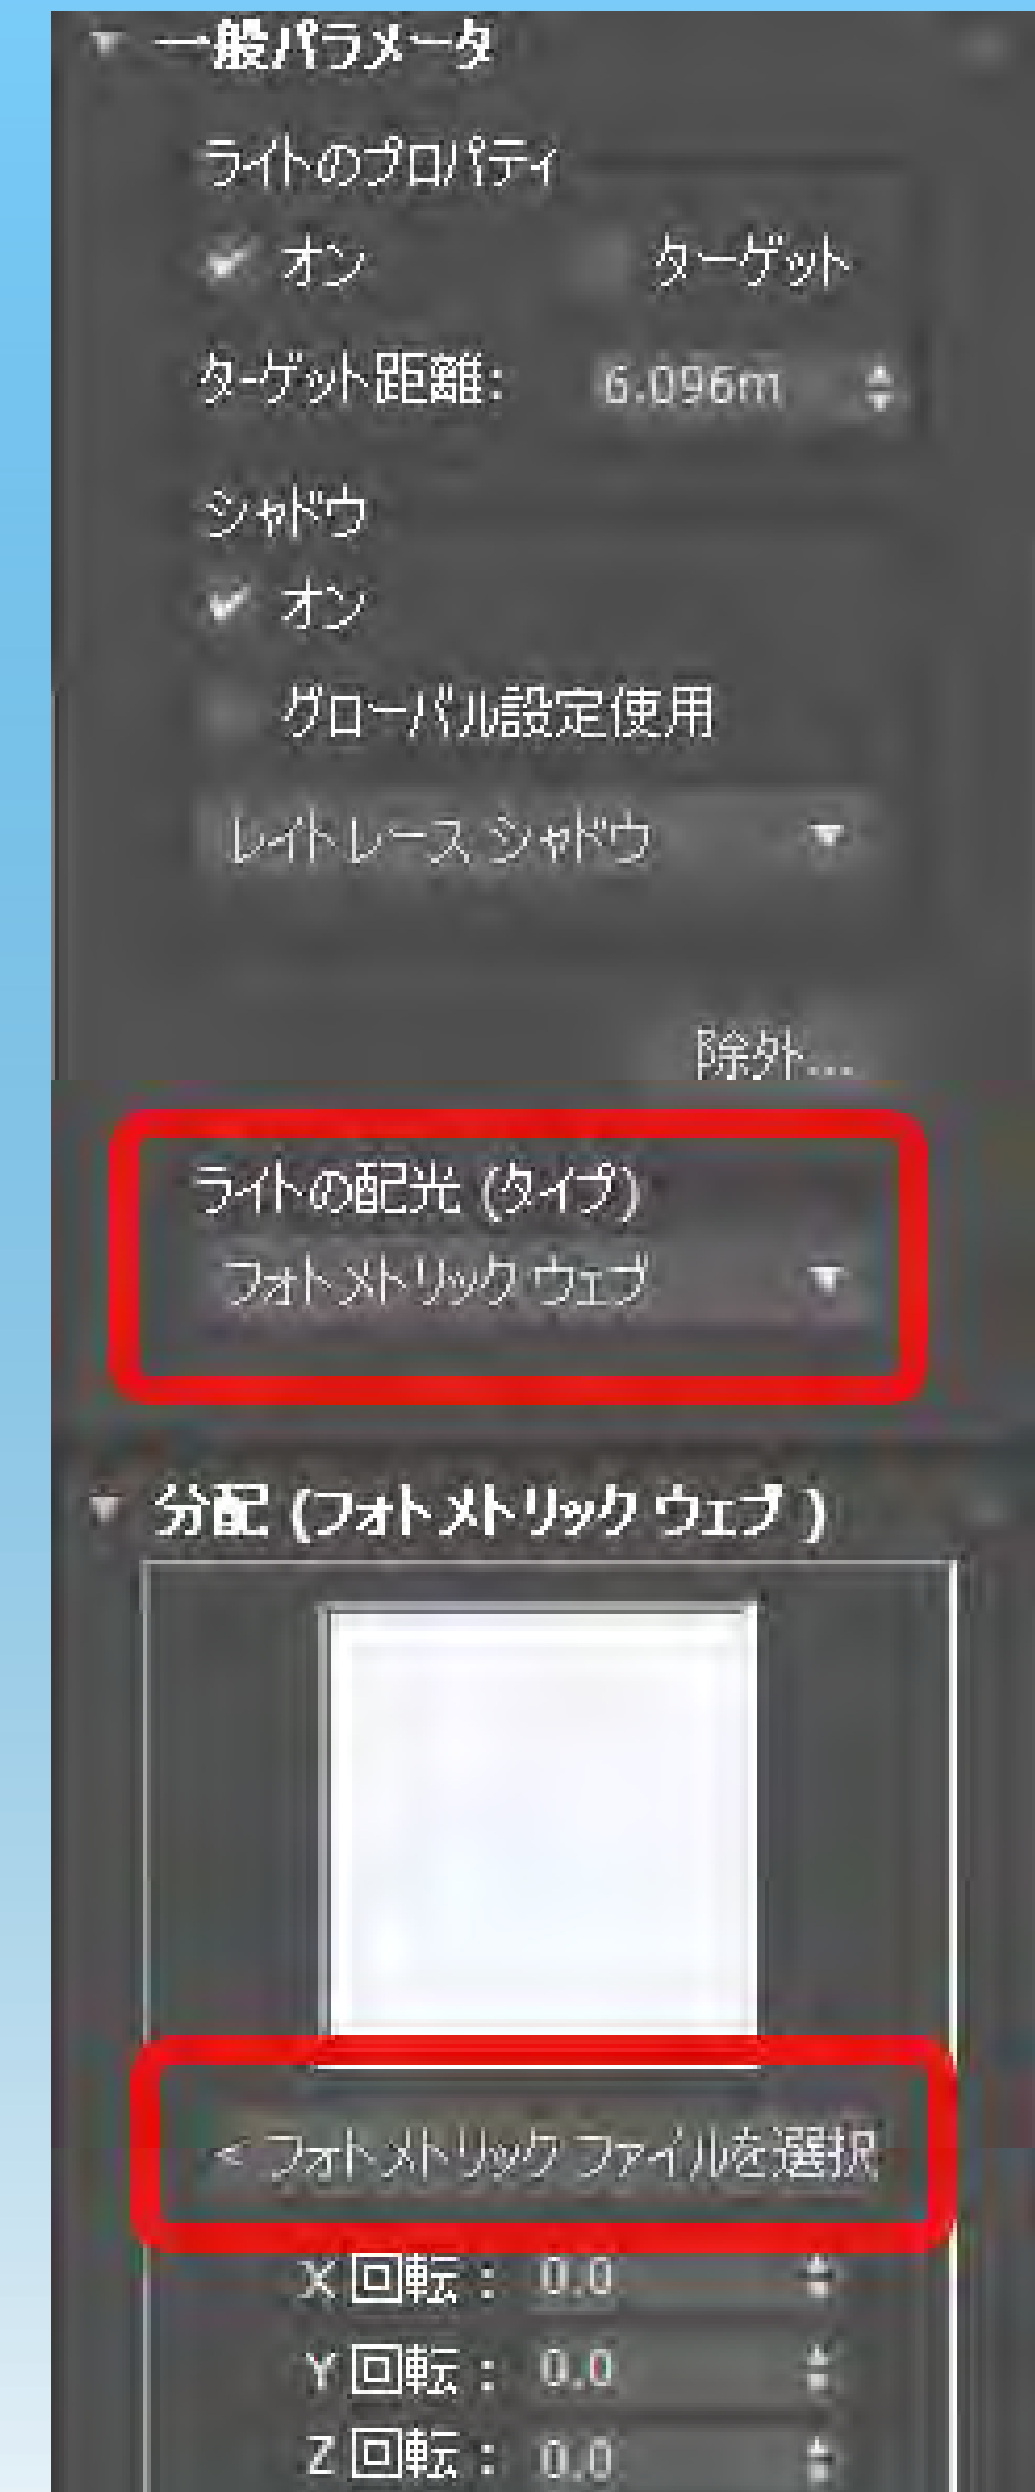 一般パラメータ
ライトのプロパティ
オン ターゲット
ターゲット距離: 6.096m
シャドウ
オン
グローバル設定使用
レイトレース シャドウ
除外...
ライトの配光 (タイプ)
フォトメトリック ウェブ
分配 (フォトメトリック ウェブ )
< フォトメトリック ファイルを選択
X 回転 : 0.0
Y 回転 : 0.0
Z 回転 : 0.0